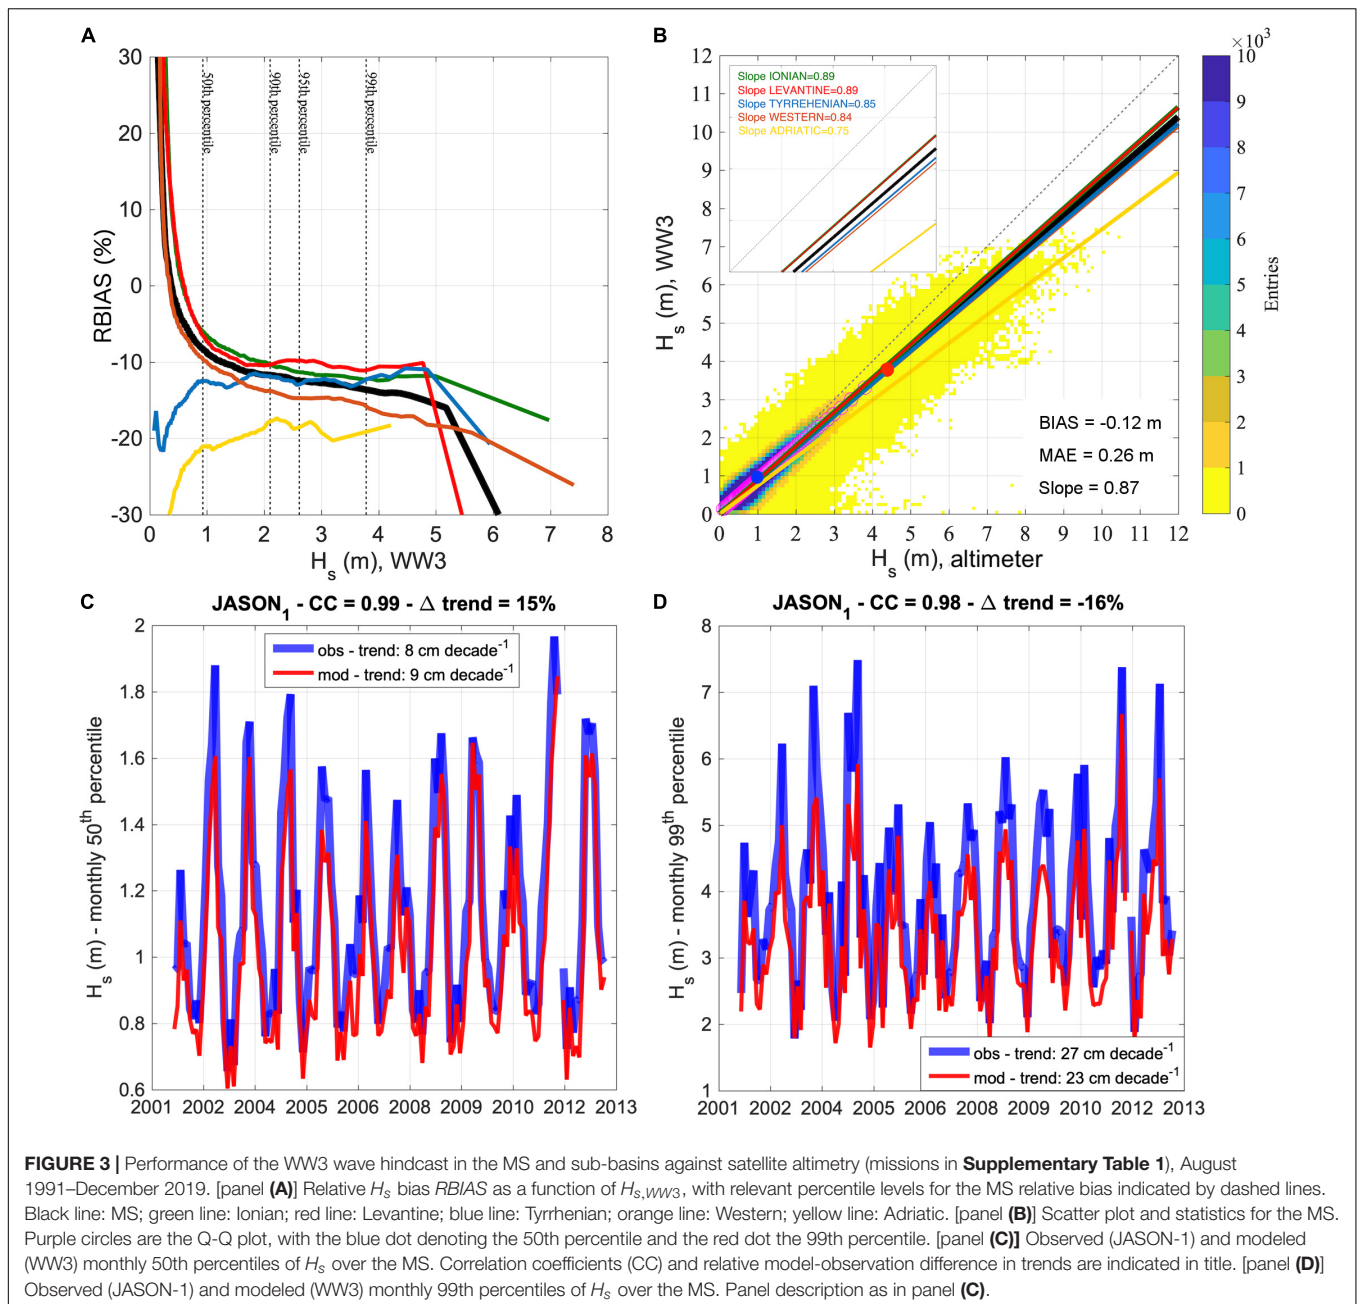 A
30
20
10
0
-10
-20
-30
RBIAS (%)
50th percentile
90th percentile
95th percentile
99th percentile
0 1 2 3 4 5 6 7 8
Hs (m), WW3
B
12
11
10
9
8
7
6
5
4
3
2
1
0
Hs (m), WW3
Slope IONIAN=0.89
Slope LEVANTINE=0.89
Slope TYRREHENIAN=0.85
Slope WESTERN=0.84
Slope ADRIATIC=0.75
BIAS = -0.12 m
MAE = 0.26 m
Slope = 0.87
0 1 2 3 4 5 6 7 8 9 10 11 12
Hs (m), altimeter
×10³
10
9
8
7
6
5
4
3
2
1
0
Entries
C
JASON1 - CC = 0.99 - Δ trend = 15%
2
1.8
1.6
1.4
1.2
1
0.8
0.6
Hs (m) - monthly 50th percentile
obs - trend: 8 cm decade-1
mod - trend: 9 cm decade-1
2001 2002 2004 2005 2006 2008 2009 2010 2012 2013
D
JASON1 - CC = 0.98 - Δ trend = -16%
8
7
6
5
4
3
2
1
Hs (m) - monthly 99th percentile
obs - trend: 27 cm decade-1
mod - trend: 23 cm decade-1
2001 2002 2004 2005 2006 2008 2009 2010 2012 2013
FIGURE 3 | Performance of the WW3 wave hindcast in the MS and sub-basins against satellite altimetry (missions in Supplementary Table 1), August
1991–December 2019. [panel (A)] Relative Hs bias RBIAS as a function of Hs,WW3, with relevant percentile levels for the MS relative bias indicated by dashed lines.
Black line: MS; green line: Ionian; red line: Levantine; blue line: Tyrrhenian; orange line: Western; yellow line: Adriatic. [panel (B)] Scatter plot and statistics for the MS.
Purple circles are the Q-Q plot, with the blue dot denoting the 50th percentile and the red dot the 99th percentile. [panel (C)] Observed (JASON-1) and modeled
(WW3) monthly 50th percentiles of Hs over the MS. Correlation coefficients (CC) and relative model-observation difference in trends are indicated in title. [panel (D)]
Observed (JASON-1) and modeled (WW3) monthly 99th percentiles of Hs over the MS. Panel description as in panel (C).